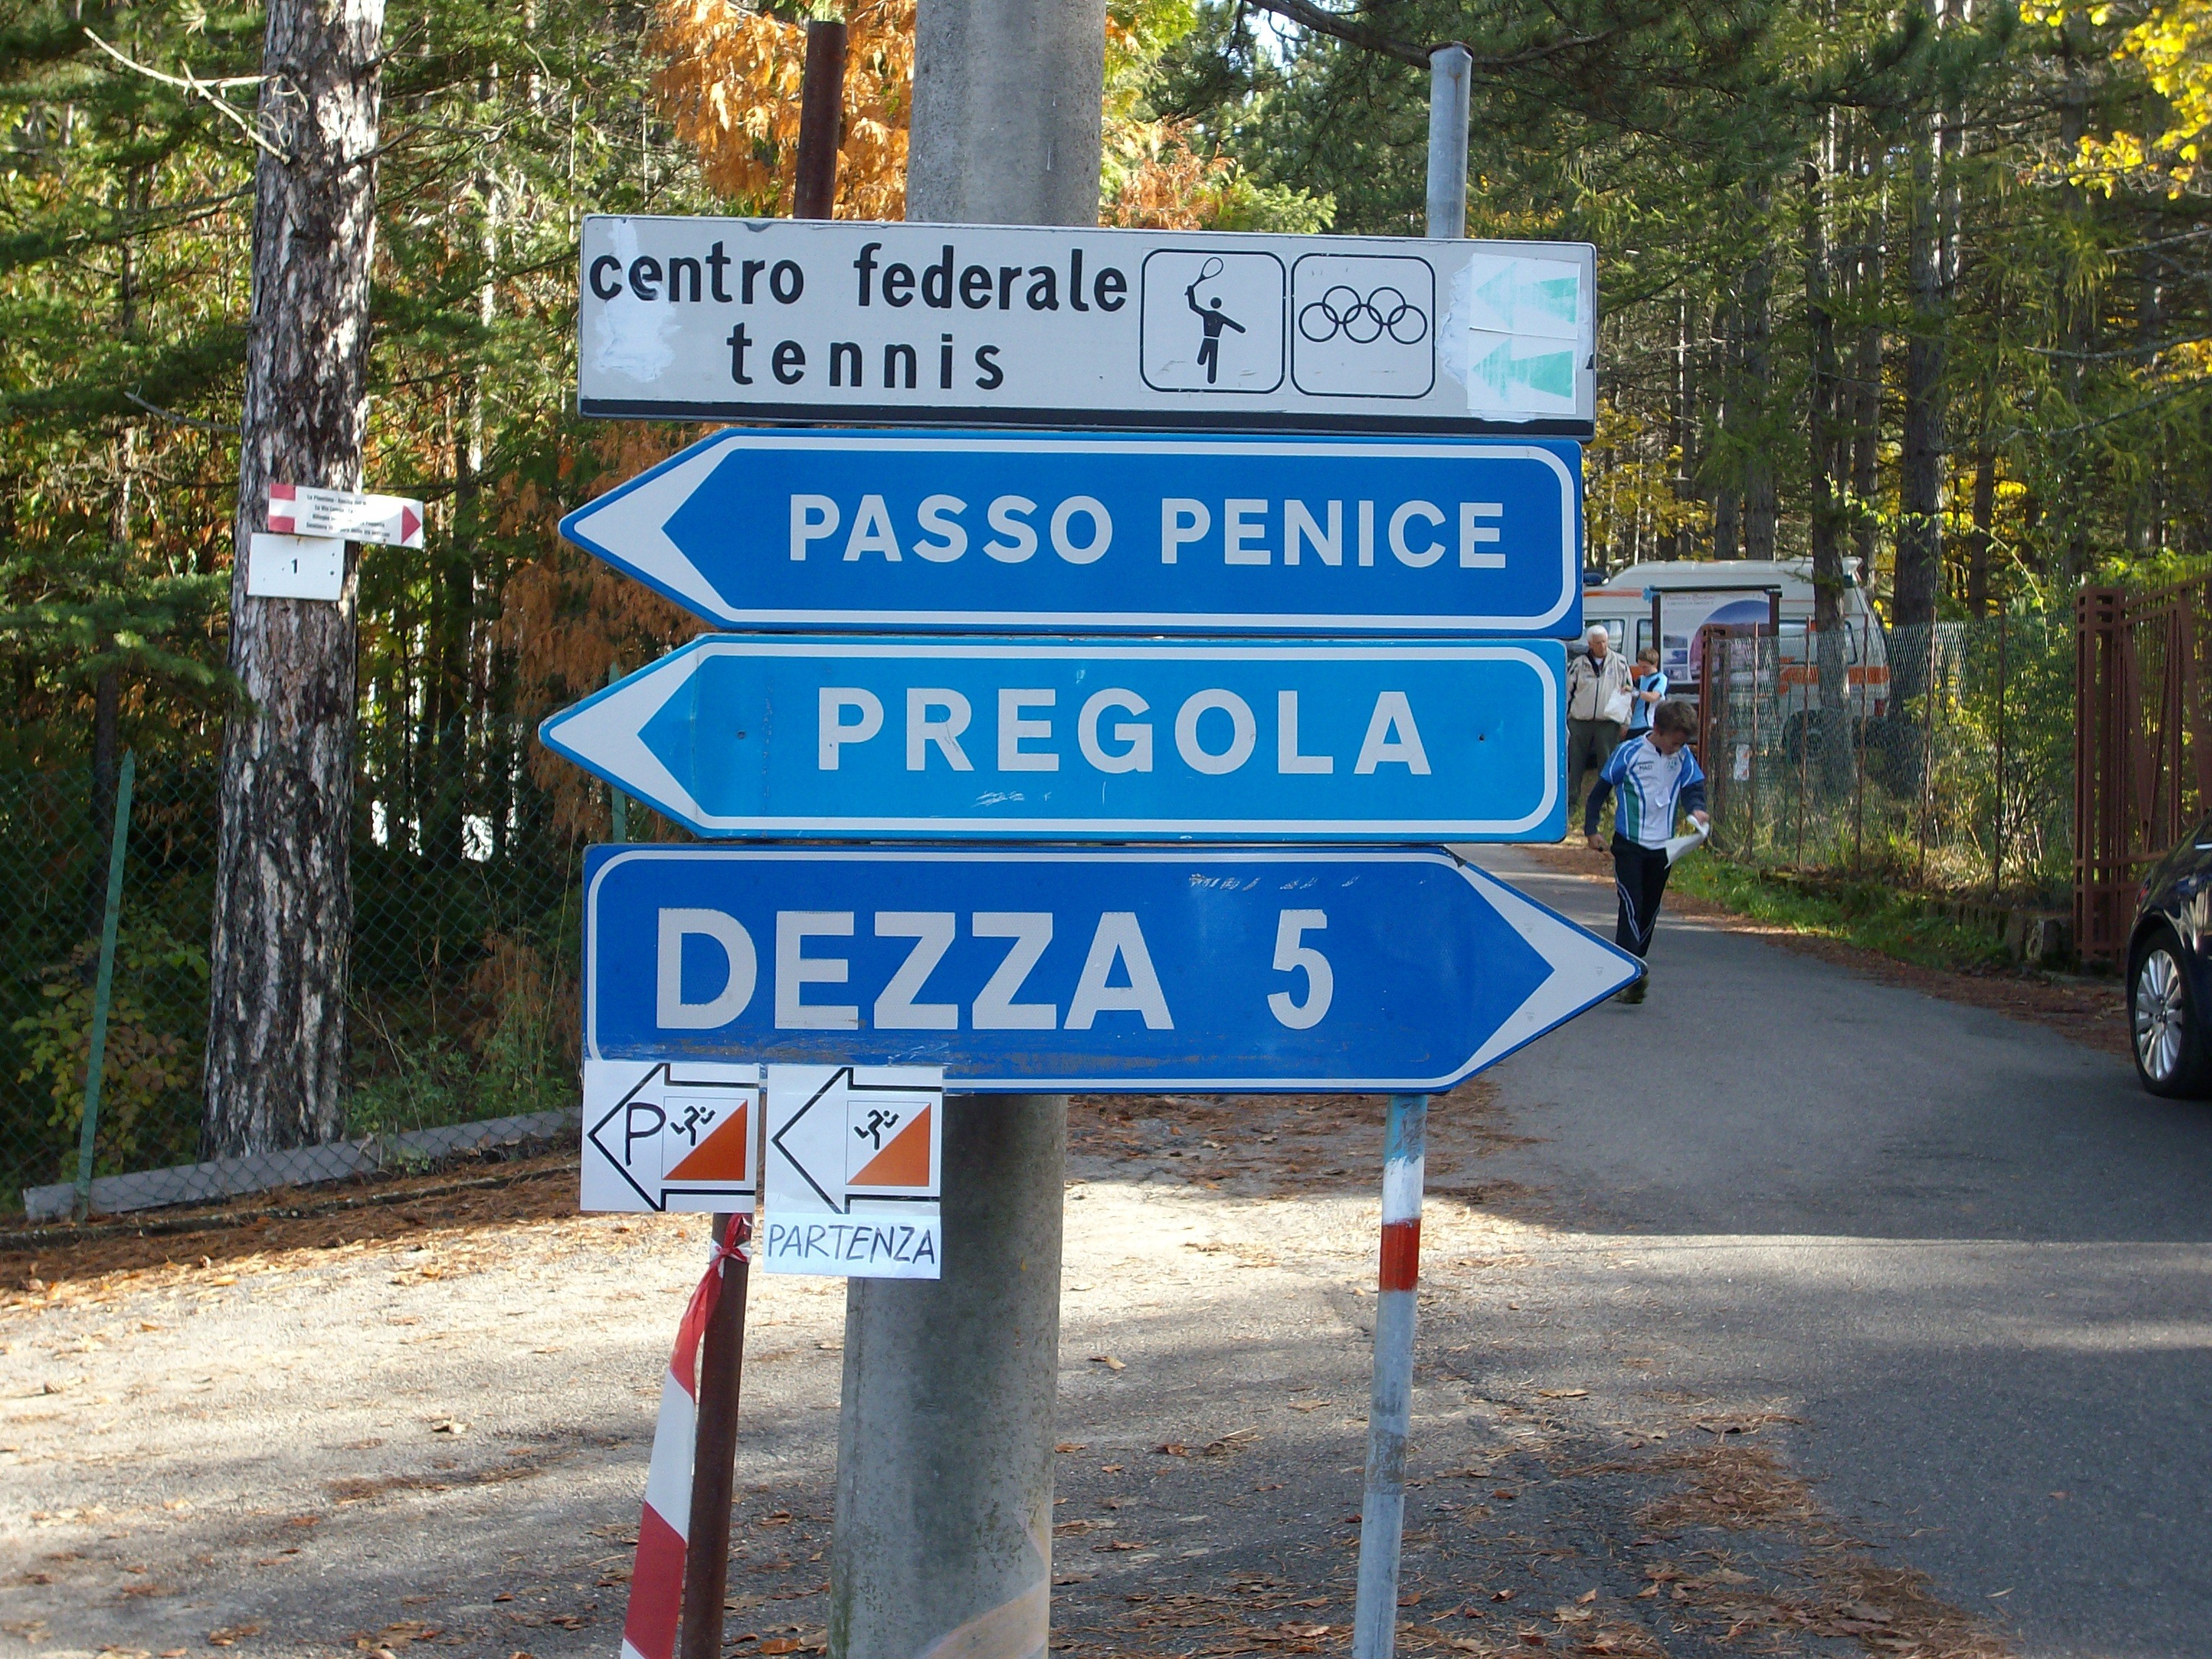 centro federale
tennis
PASSO PENICE
PREGOLA
DEZZA 5
P
PARTENZA
1